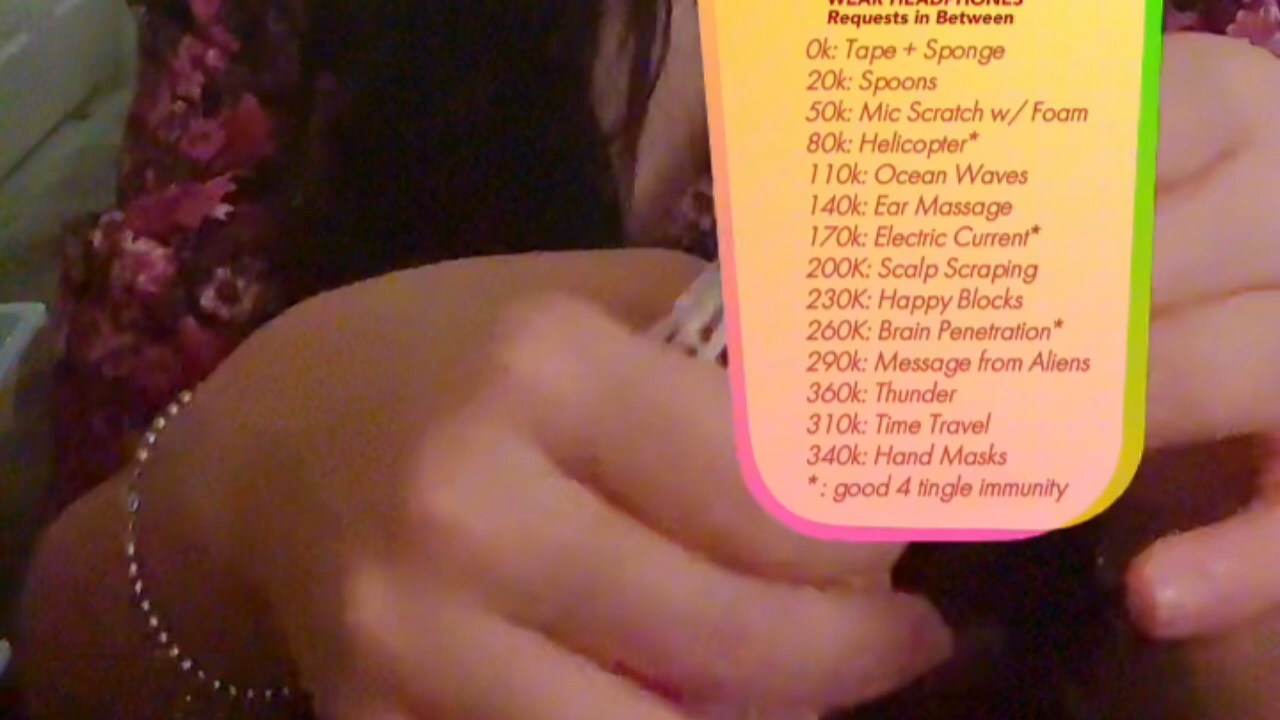 WEAR HEADPHONES
Requests in Between
0k: Tape + Sponge
20k: Spoons
50k: Mic Scratch w/ Foam
80k: Helicopter*
110k: Ocean Waves
140k: Ear Massage
170k: Electric Current*
200K: Scalp Scraping
230K: Happy Blocks
260K: Brain Penetration*
290k: Message from Aliens
360k: Thunder
310k: Time Travel
340k: Hand Masks
*: good 4 tingle immunity